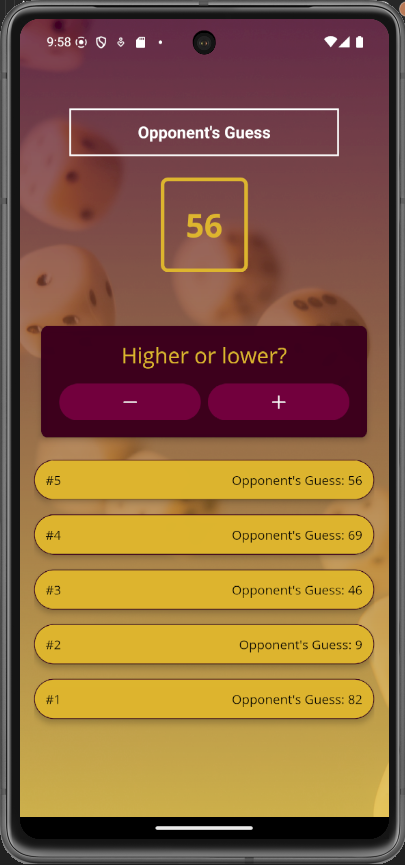 9:58
Opponent's Guess
56
Higher or lower?
− +
#5 Opponent's Guess: 56
#4 Opponent's Guess: 69
#3 Opponent's Guess: 46
#2 Opponent's Guess: 9
#1 Opponent's Guess: 82